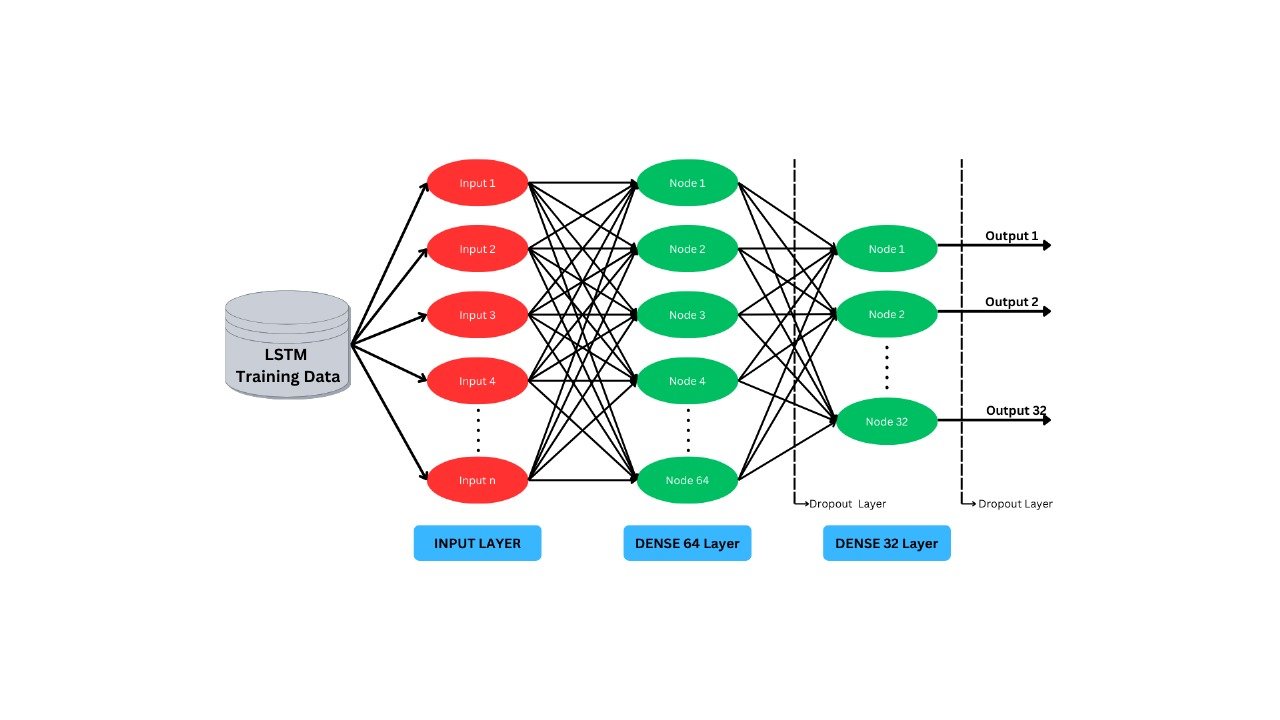 LSTM
Training Data
Input 1
Input 2
Input 3
Input 4
Input n
INPUT LAYER
Node 1
Node 2
Node 3
Node 4
Node 64
DENSE 64 Layer
Dropout Layer
Node 1
Node 2
Node 32
DENSE 32 Layer
Dropout Layer
Output 1
Output 2
Output 32